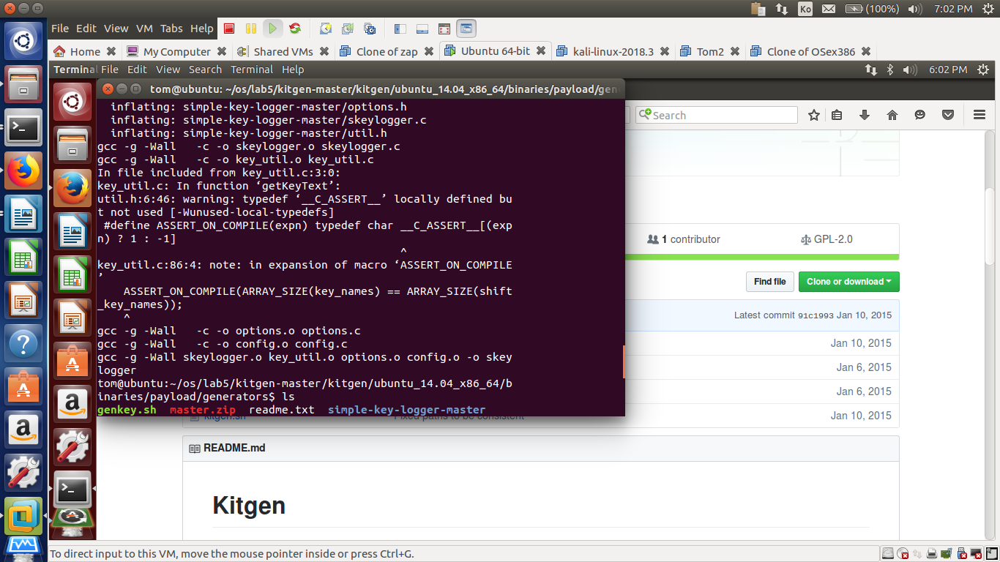 Ko
(100%)
7:02 PM
File Edit View VM Tabs Help
Home
My Computer
Shared VMs
Clone of zap
Ubuntu 64-bit
kali-linux-2018.3
Tom2
Clone of OSex386
Terminal File Edit View Search Terminal Help
6:02 PM
tom@ubuntu: ~/os/lab5/kitgen-master/kitgen/ubuntu_14.04_x86_64/binaries/payload/gen
inflating: simple-key-logger-master/options.h
inflating: simple-key-logger-master/skeylogger.c
inflating: simple-key-logger-master/util.h
gcc -g -Wall   -c -o skeylogger.o skeylogger.c
gcc -g -Wall   -c -o key_util.o key_util.c
In file included from key_util.c:3:0:
key_util.c: In function ‘getKeyText’:
util.h:6:46: warning: typedef ‘__C_ASSERT__’ locally defined bu
t not used [-Wunused-local-typedefs]
#define ASSERT_ON_COMPILE(expn) typedef char __C_ASSERT__[(exp
n) ? 1 : -1]
^
key_util.c:86:4: note: in expansion of macro ‘ASSERT_ON_COMPILE
’
ASSERT_ON_COMPILE(ARRAY_SIZE(key_names) == ARRAY_SIZE(shift
_key_names));
^
gcc -g -Wall   -c -o options.o options.c
gcc -g -Wall   -c -o config.o config.c
gcc -g -Wall skeylogger.o key_util.o options.o config.o -o skey
logger
tom@ubuntu:~/os/lab5/kitgen-master/kitgen/ubuntu_14.04_x86_64/b
inaries/payload/generators$ ls
genkey.sh  master.zip  readme.txt  simple-key-logger-master
Search
1 contributor
GPL-2.0
Find file
Clone or download
Latest commit 91c1993 Jan 10, 2015
Jan 10, 2015
Jan 6, 2015
Jan 6, 2015
kitgen.sh
Fixed paths to be consistent
Jan 10, 2015
README.md
Kitgen
To direct input to this VM, move the mouse pointer inside or press Ctrl+G.